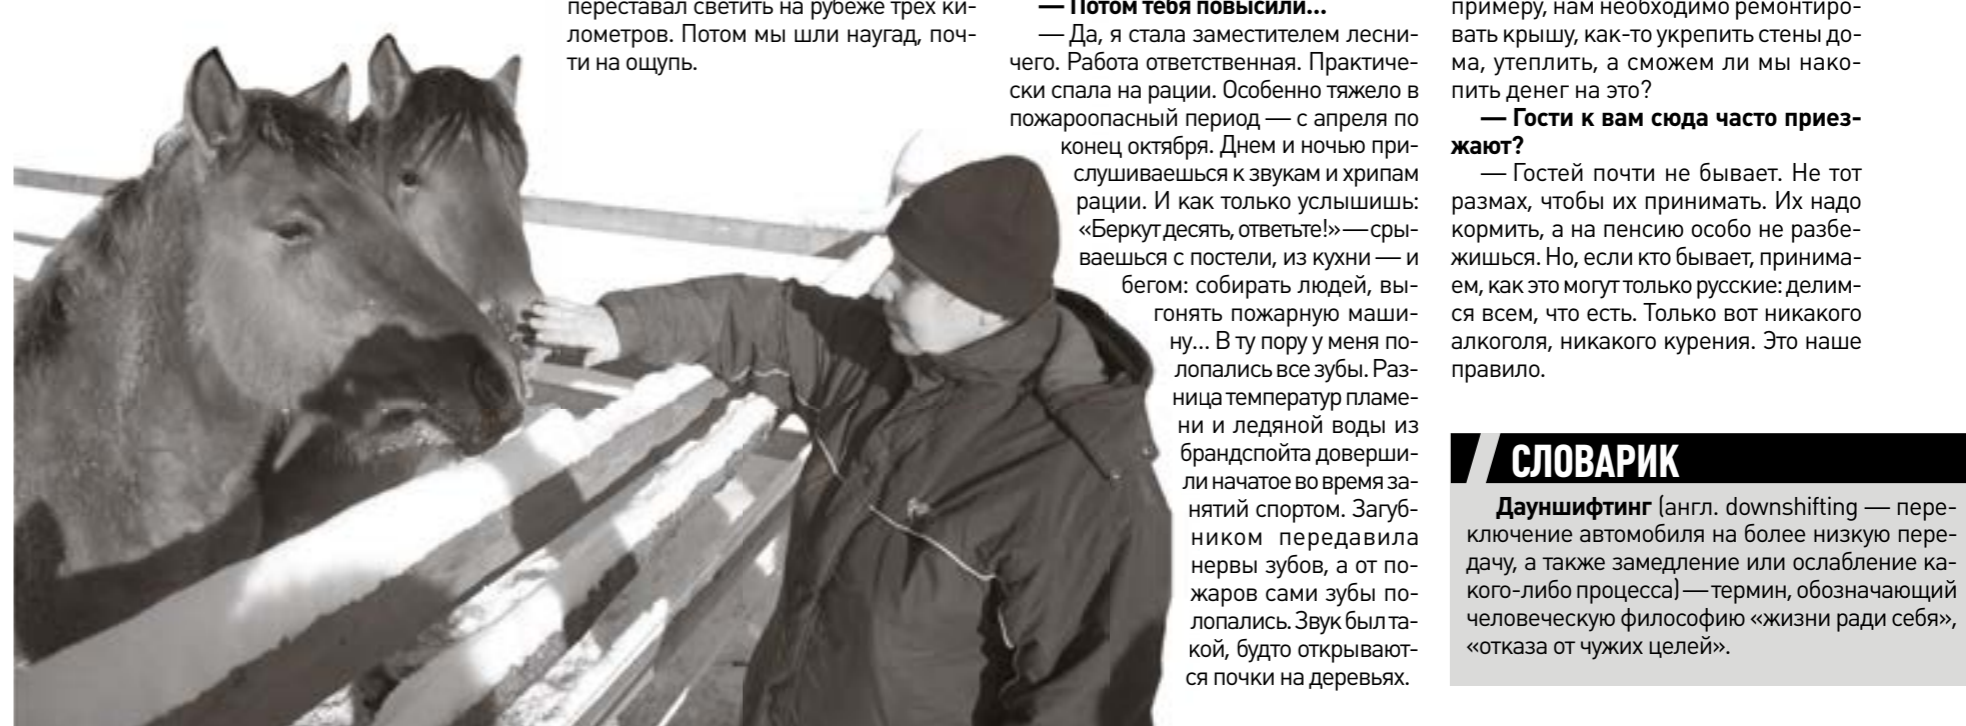 переставал светить на рубеже трех ки-
лометров. Потом мы шли наугад, поч-
ти на ощупь.
— Потом тебя повысили...
— Да, я стала заместителем лесни-
чего. Работа ответственная. Практиче-
ски спала на рации. Особенно тяжело в
пожароопасный период — с апреля по
конец октября. Днем и ночью при-
слушиваешься к звукам и хрипам
рации. И как только услышишь:
«Беркут десять, ответьте!» — сры-
ваешься с постели, из кухни — и
бегом: собирать людей, вы-
гонять пожарную маши-
ну... В ту пору у меня по-
лопались все зубы. Раз-
ница температур пламе-
ни и ледяной воды из
брандспойта доверши-
ли начатое во время за-
нятий спортом. Загуб-
ником передавила
нервы зубов, а от по-
жаров сами зубы по-
лопались. Звук был та-
кой, будто открывают-
ся почки на деревьях.
примеру, нам необходимо ремонтиро-
вать крышу, как-то укрепить стены до-
ма, утеплить, а сможем ли мы нако-
пить денег на это?
— Гости к вам сюда часто приез-
жают?
— Гостей почти не бывает. Не тот
размах, чтобы их принимать. Их надо
кормить, а на пенсию особо не разбе-
жишься. Но, если кто бывает, принима-
ем, как это могут только русские: делим-
ся всем, что есть. Только вот никакого
алкоголя, никакого курения. Это наше
правило.
СЛОВАРИК
Дауншифтинг (англ. downshifting — пере-
ключение автомобиля на более низкую пере-
дачу, а также замедление или ослабление ка-
кого-либо процесса) — термин, обозначающий
человеческую философию «жизни ради себя»,
«отказа от чужих целей».